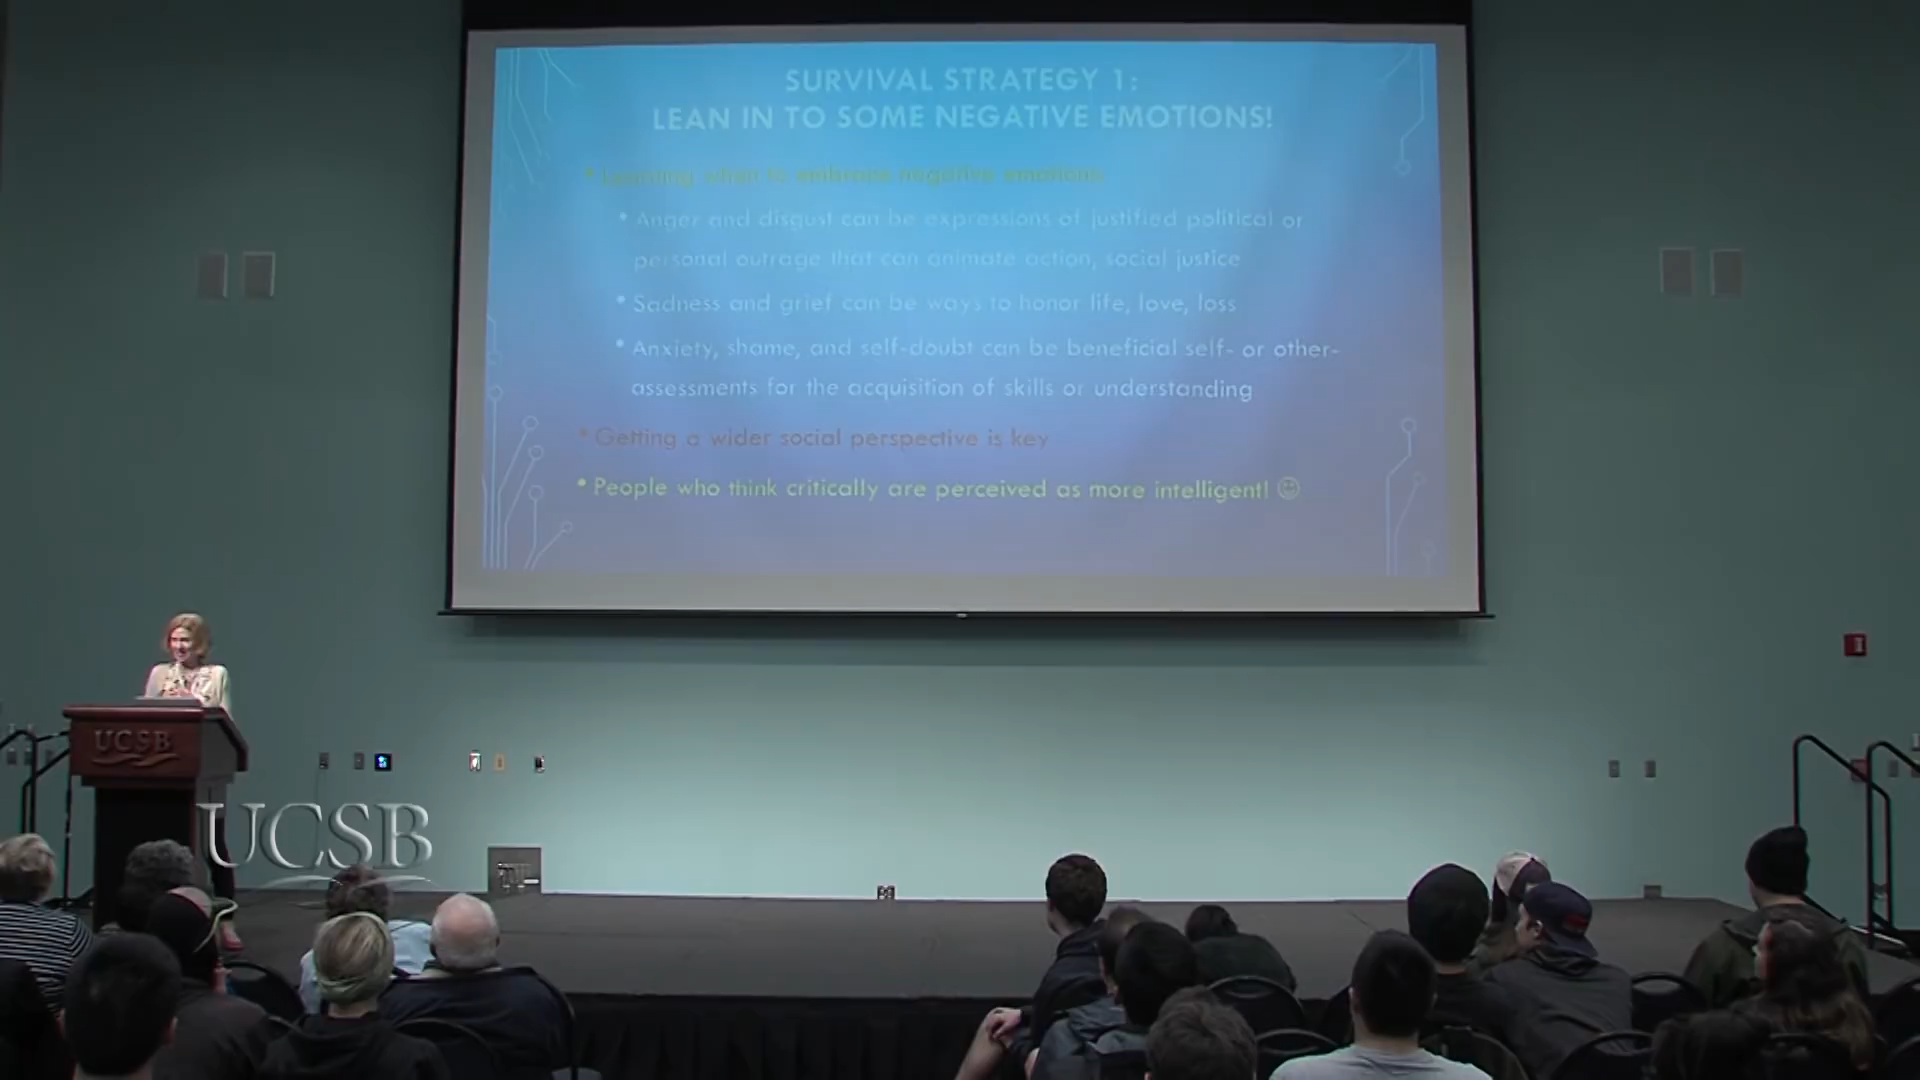 SURVIVAL STRATEGY 1:
LEAN IN TO SOME NEGATIVE EMOTIONS!
• Learning when to embrace negative emotions
• Anger and disgust can be expressions of justified political or
personal outrage that can animate action, social justice
• Sadness and grief can be ways to honor life, love, loss
• Anxiety, shame, and self-doubt can be beneficial self- or other-
assessments for the acquisition of skills or understanding
• Getting a wider social perspective is key
• People who think critically are perceived as more intelligent! ☺
UCSB
UCSB